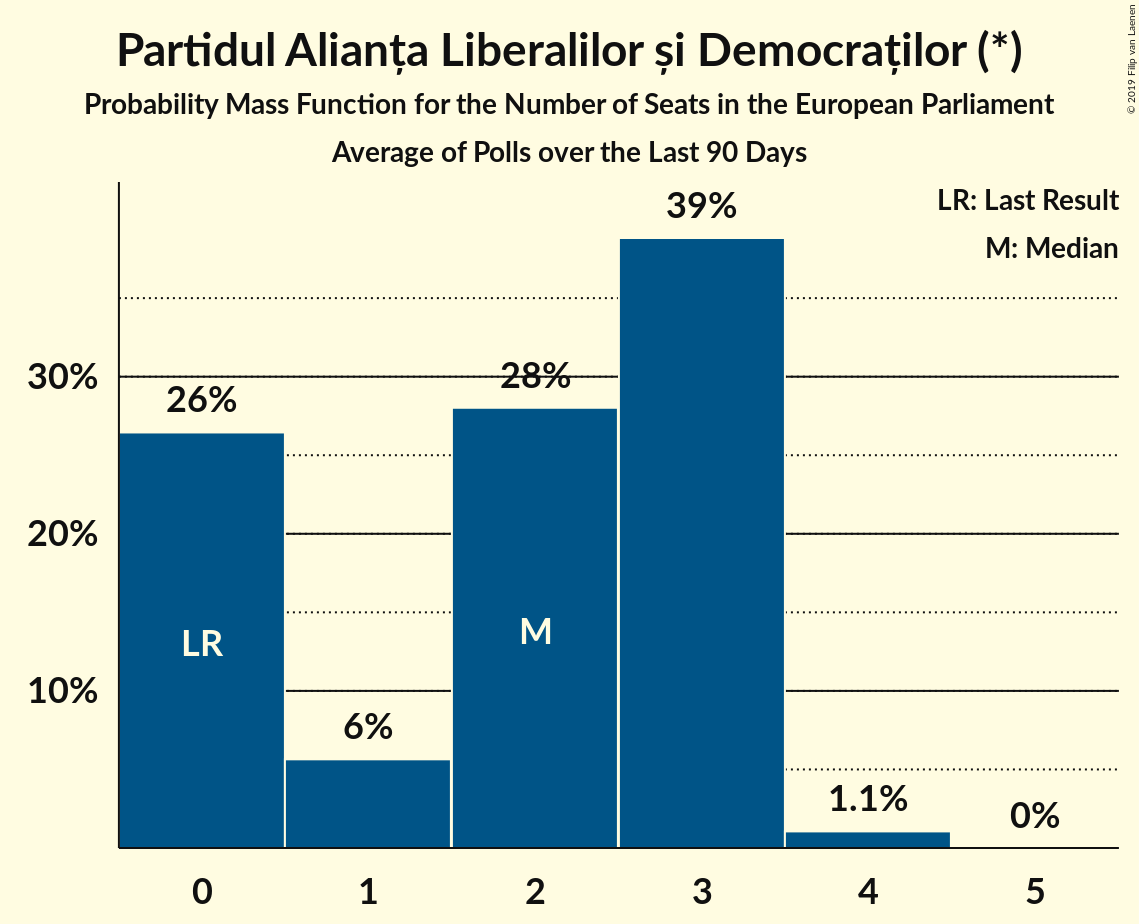 Partidul Alianța Liberalilor și Democraților (*)
Probability Mass Function for the Number of Seats in the European Parliament
Average of Polls over the Last 90 Days
© 2019 Filip van Laenen
LR: Last Result
M: Median
39%
30%
28%
26%
20%
LR
M
10%
6%
1.1%
0%
0 1 2 3 4 5